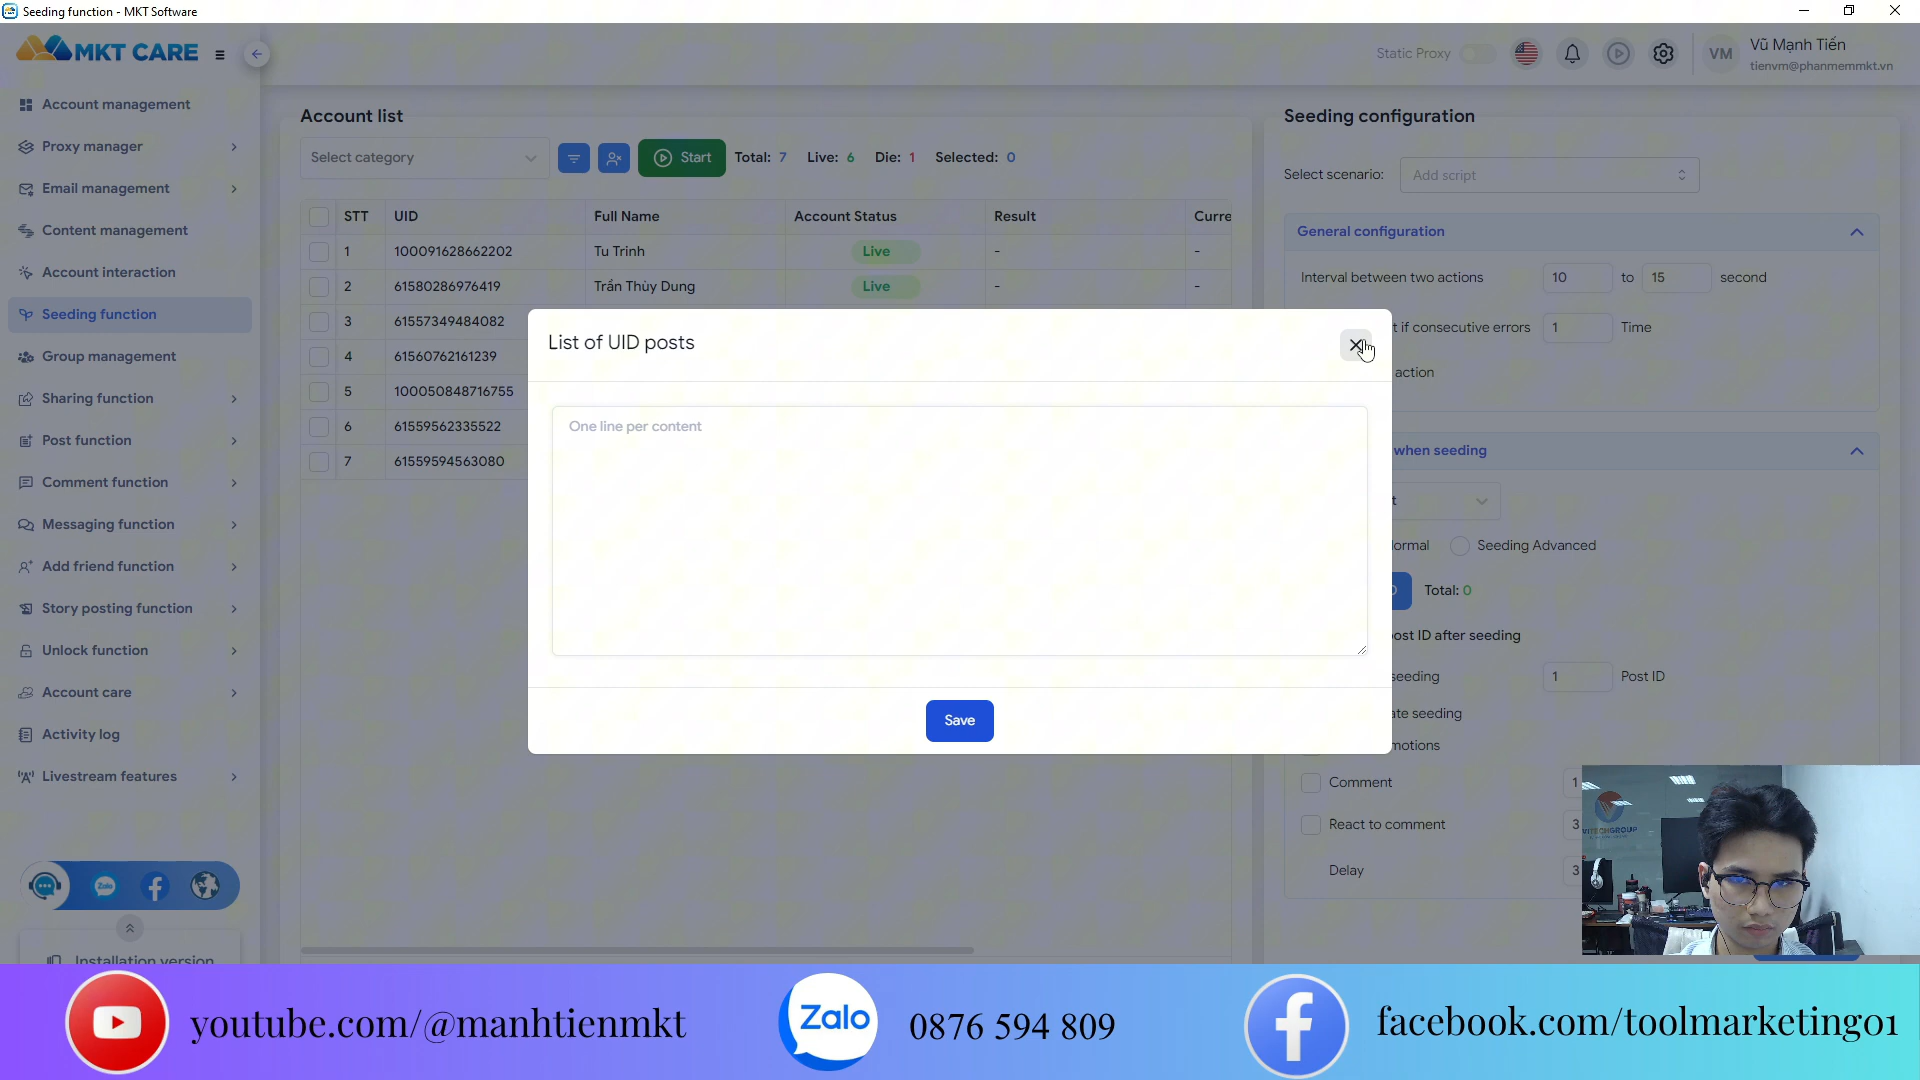 Seeding function - MKT Software
MKT CARE
Static Proxy
VM
Vũ Mạnh Tiến
tienvm@phanmemmkt.vn
Account management
Proxy manager
Email management
Content management
Account interaction
Seeding function
Group management
Sharing function
Post function
Comment function
Messaging function
Add friend function
Story posting function
Unlock function
Account care
Activity log
Livestream features
Zalo
Installation version
Account list
Select category
Start
Total: 7
Live: 6
Die: 1
Selected: 0
STT UID Full Name Account Status Result Curre
1 100091628662202 Tu Trinh Live - -
2 61580286976419 Trần Thùy Dung Live - -
3 61557349484082
4 61560762161239
5 100050848716755
6 61559562335522
7 61559594563080
List of UID posts
One line per content
Save
Seeding configuration
Select scenario: Add script
General configuration
Interval between two actions 10 to 15 second
t if consecutive errors 1 Time
action
when seeding
t
ormal Seeding Advanced
Total: 0
ost ID after seeding
seeding 1 Post ID
ate seeding
motions
Comment 1
React to comment 3
Delay 3
VITECHGROUP
youtube.com/@manhtienmkt
Zalo
0876 594 809
facebook.com/toolmarketing01